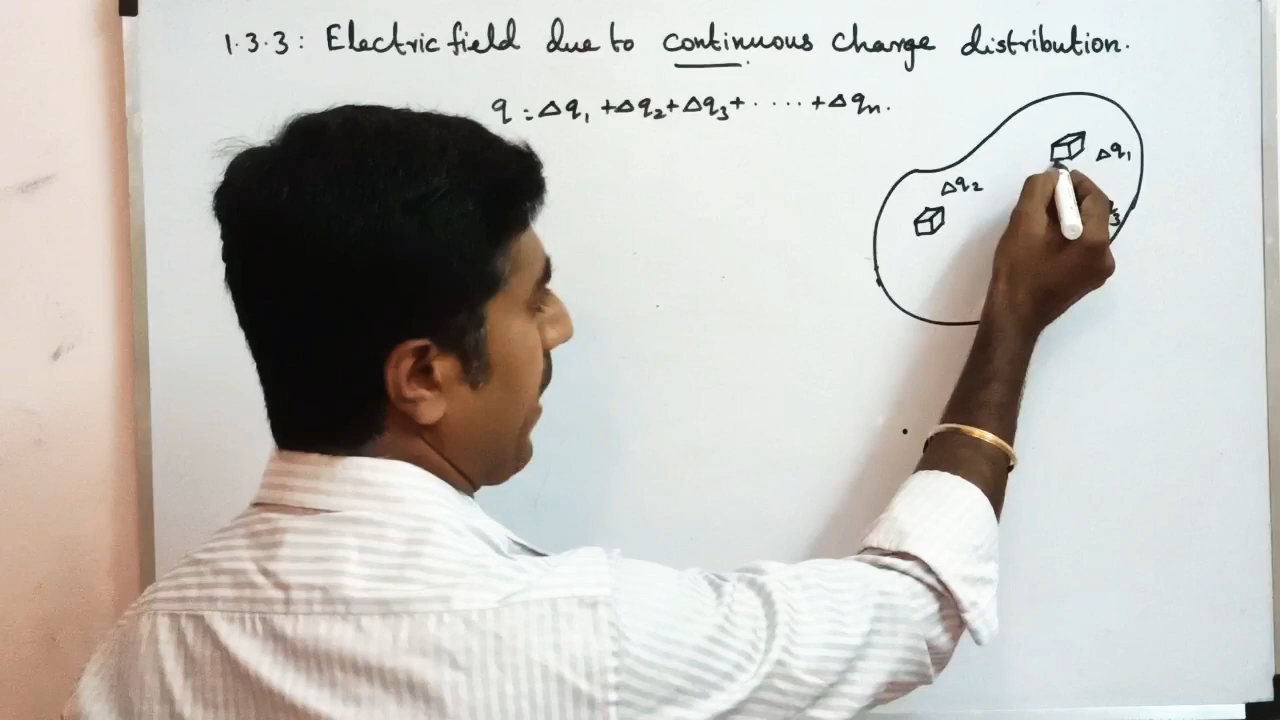 1.3.3: Electric field due to continuous charge distribution.
q = Δq₁ + Δq₂ + Δq₃ + ..... + Δqₙ.
Δq₁
Δq₂